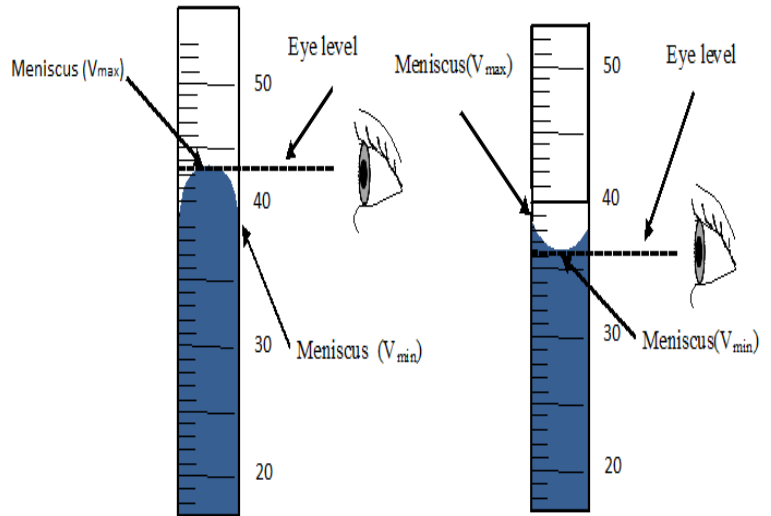 Meniscus (Vmax)
Eye level
50
40
30
20
Meniscus (Vmin)
Meniscus(Vmax)
Eye level
50
40
30
20
Meniscus(Vmin)